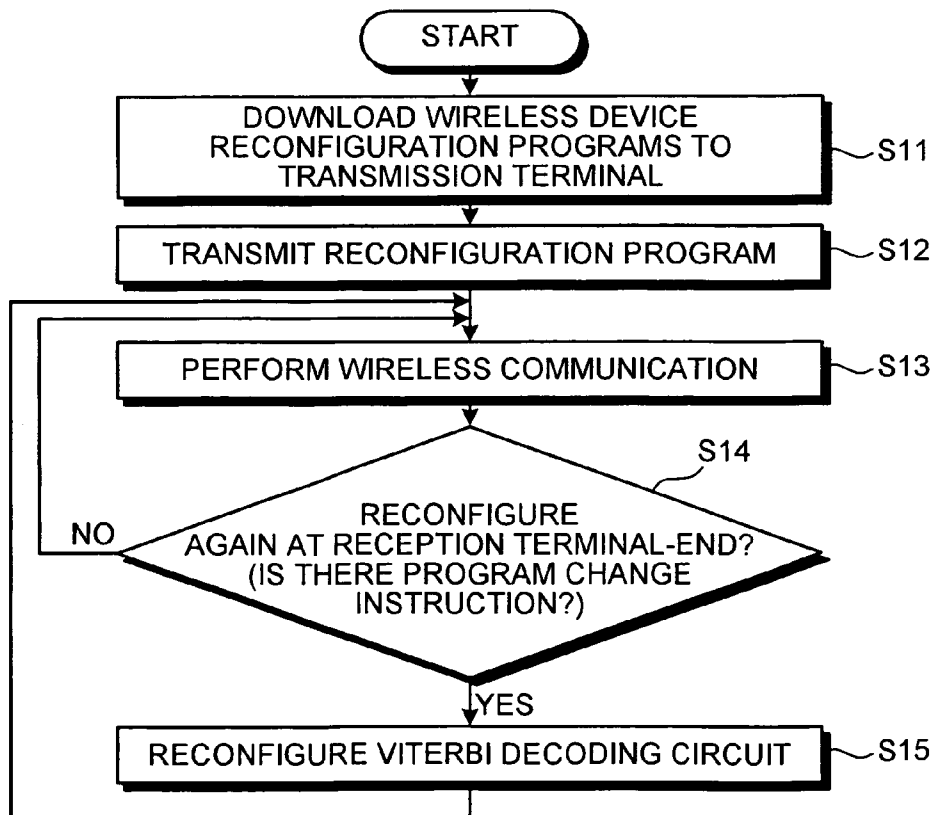 START
DOWNLOAD WIRELESS DEVICE
RECONFIGURATION PROGRAMS TO
TRANSMISSION TERMINAL
S11
TRANSMIT RECONFIGURATION PROGRAM
S12
PERFORM WIRELESS COMMUNICATION
S13
S14
RECONFIGURE
AGAIN AT RECEPTION TERMINAL-END?
(IS THERE PROGRAM CHANGE
INSTRUCTION?)
NO
YES
RECONFIGURE VITERBI DECODING CIRCUIT
S15